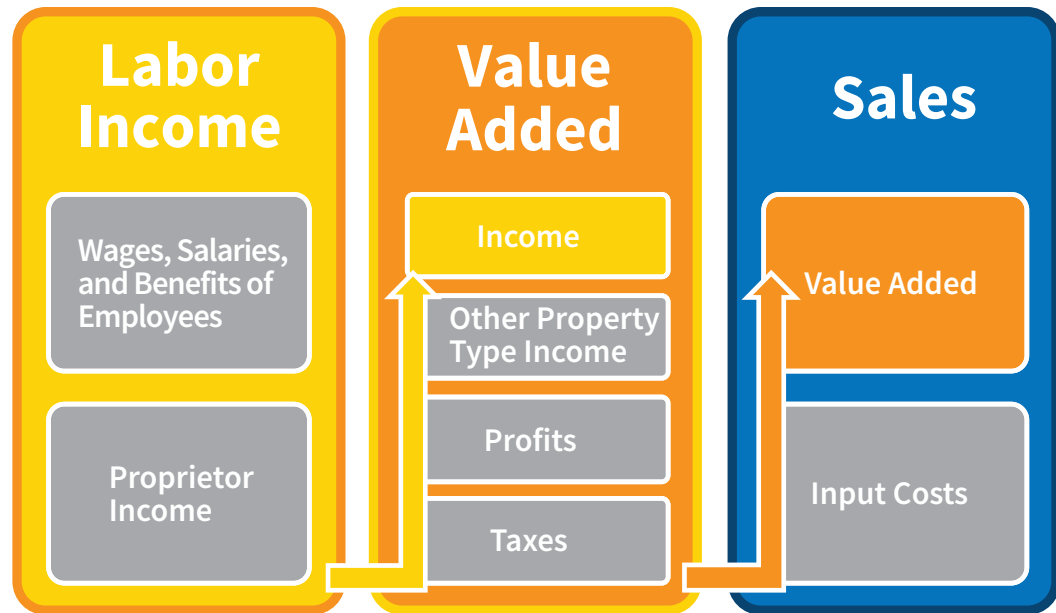 Labor
Income
Wages, Salaries,
and Benefits of
Employees
Proprietor
Income
Value
Added
Income
Other Property
Type Income
Profits
Taxes
Sales
Value Added
Input Costs